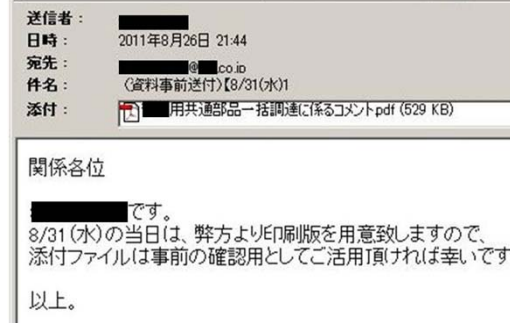 送信者：
日時： 2011年8月26日 21:44
宛先： @ .co.jp
件名： 〈資料事前送付〉【8/31(水)1
添付： 用共通部品一括調達に係るコメント.pdf (529 KB)
関係各位
です。
8/31(水)の当日は、弊方より印刷版を用意致しますので、
添付ファイルは事前の確認用としてご活用頂ければ幸いです
以上。